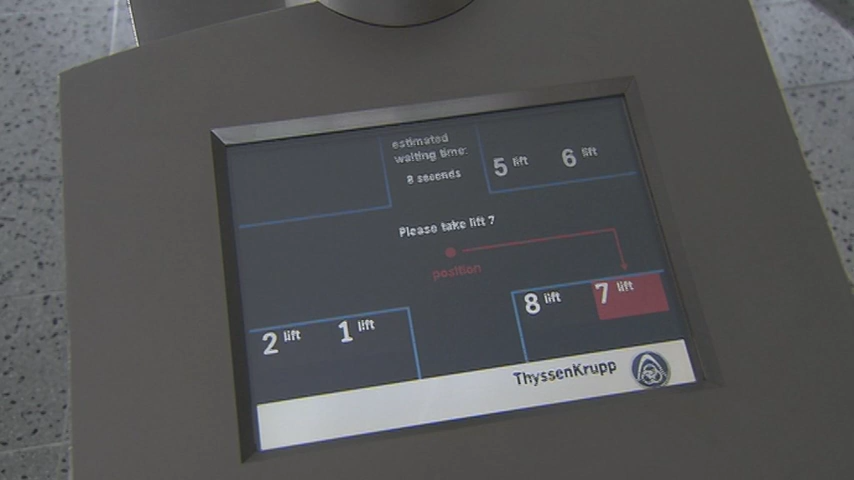 estimated
waiting time:
8 seconds
5 lift 6 lift
Please take lift 7
position
8 lift 7 lift
2 lift 1 lift
ThyssenKrupp